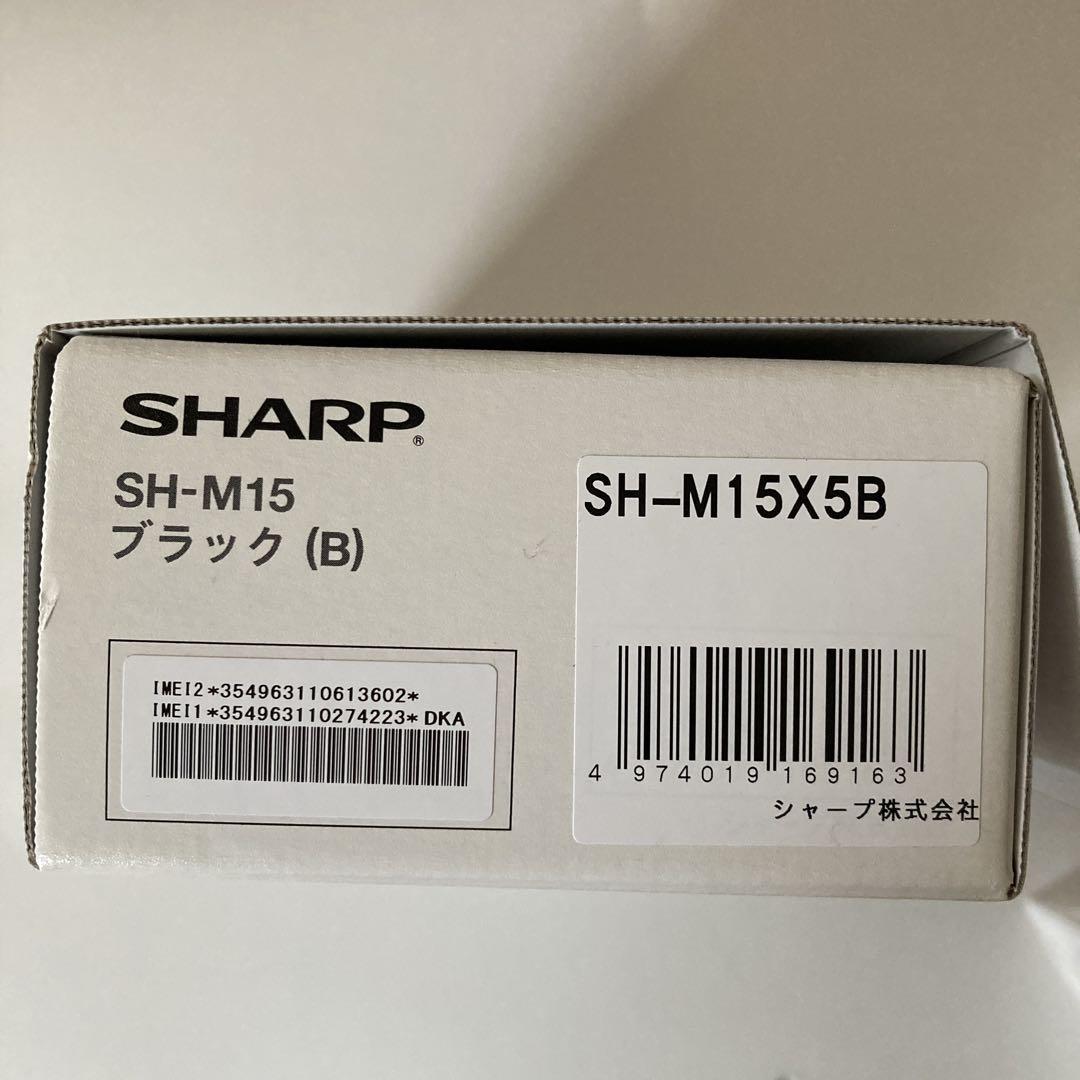 SHARP®
SH-M15
ブラック (B)
IMEI2*354963110613602*
IMEI1*354963110274223* DKA
SH-M15X5B
4 974019 169163
シャープ株式会社